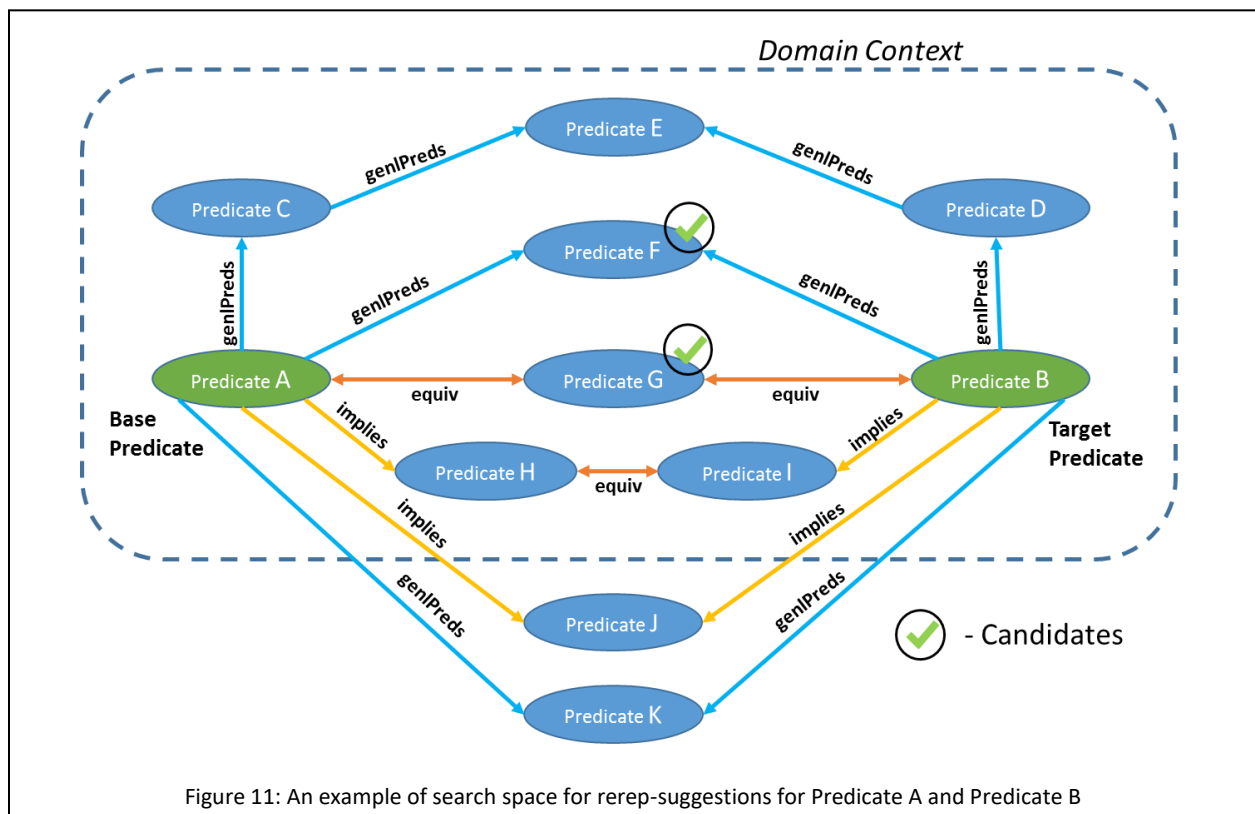 Domain Context
Predicate E
genlPreds
genlPreds
Predicate C
Predicate D
Predicate F
genlPreds
genlPreds
genlPreds
genlPreds
Predicate A
Predicate G
Predicate B
equiv
equiv
Base
Predicate
implies
implies
Target
Predicate
Predicate H
Predicate I
equiv
implies
implies
genlPreds
genlPreds
Predicate J
- Candidates
Predicate K
Figure 11: An example of search space for rerep-suggestions for Predicate A and Predicate B